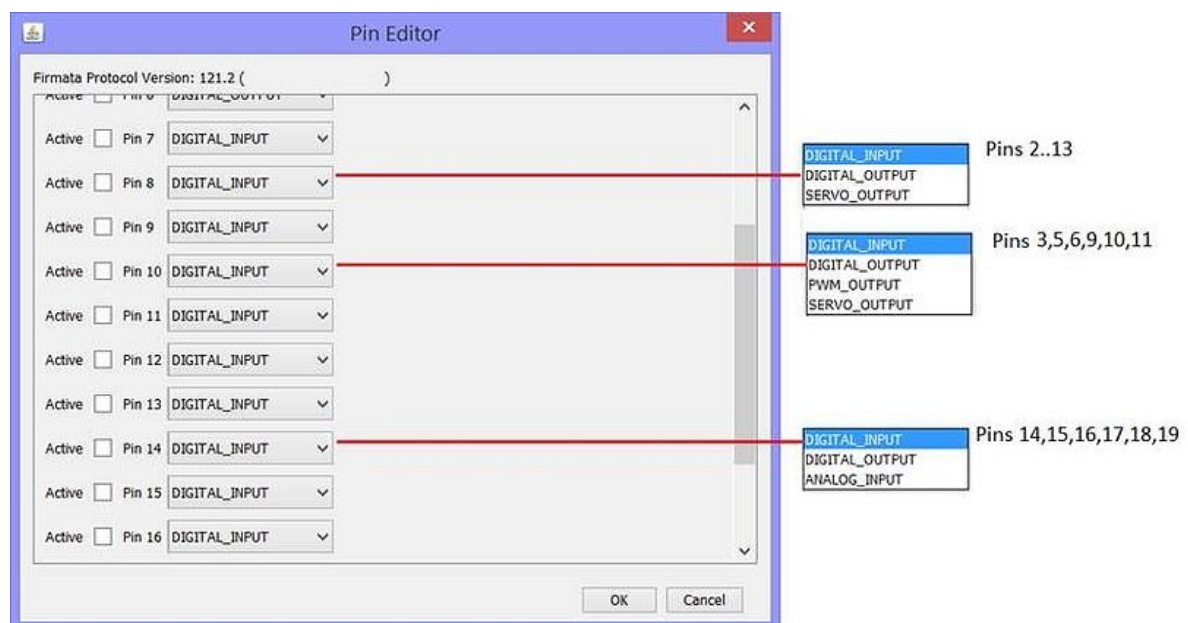 Pin Editor
Firmata Protocol Version: 121.2 ( )
Active Pin 6 DIGITAL_OUTPUT
Active Pin 7 DIGITAL_INPUT
Active Pin 8 DIGITAL_INPUT
Active Pin 9 DIGITAL_INPUT
Active Pin 10 DIGITAL_INPUT
Active Pin 11 DIGITAL_INPUT
Active Pin 12 DIGITAL_INPUT
Active Pin 13 DIGITAL_INPUT
Active Pin 14 DIGITAL_INPUT
Active Pin 15 DIGITAL_INPUT
Active Pin 16 DIGITAL_INPUT
OK Cancel
DIGITAL_INPUT Pins 2..13
DIGITAL_OUTPUT
SERVO_OUTPUT
DIGITAL_INPUT Pins 3,5,6,9,10,11
DIGITAL_OUTPUT
PWM_OUTPUT
SERVO_OUTPUT
DIGITAL_INPUT Pins 14,15,16,17,18,19
DIGITAL_OUTPUT
ANALOG_INPUT